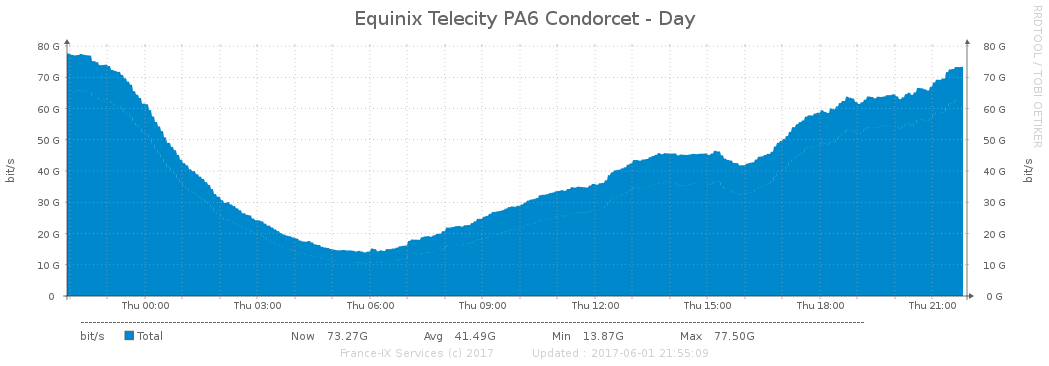 Equinix Telecity PA6 Condorcet - Day
RRDTOOL / TOBI OETIKER
bit/s
bit/s
80 G 80 G
70 G 70 G
60 G 60 G
50 G 50 G
40 G 40 G
30 G 30 G
20 G 20 G
10 G 10 G
0 0 G
Thu 00:00 Thu 03:00 Thu 06:00 Thu 09:00 Thu 12:00 Thu 15:00 Thu 18:00 Thu 21:00
bit/s Total Now 73.27G Avg 41.49G Min 13.87G Max 77.50G
France-IX Services (c) 2017 Updated : 2017-06-01 21:55:09